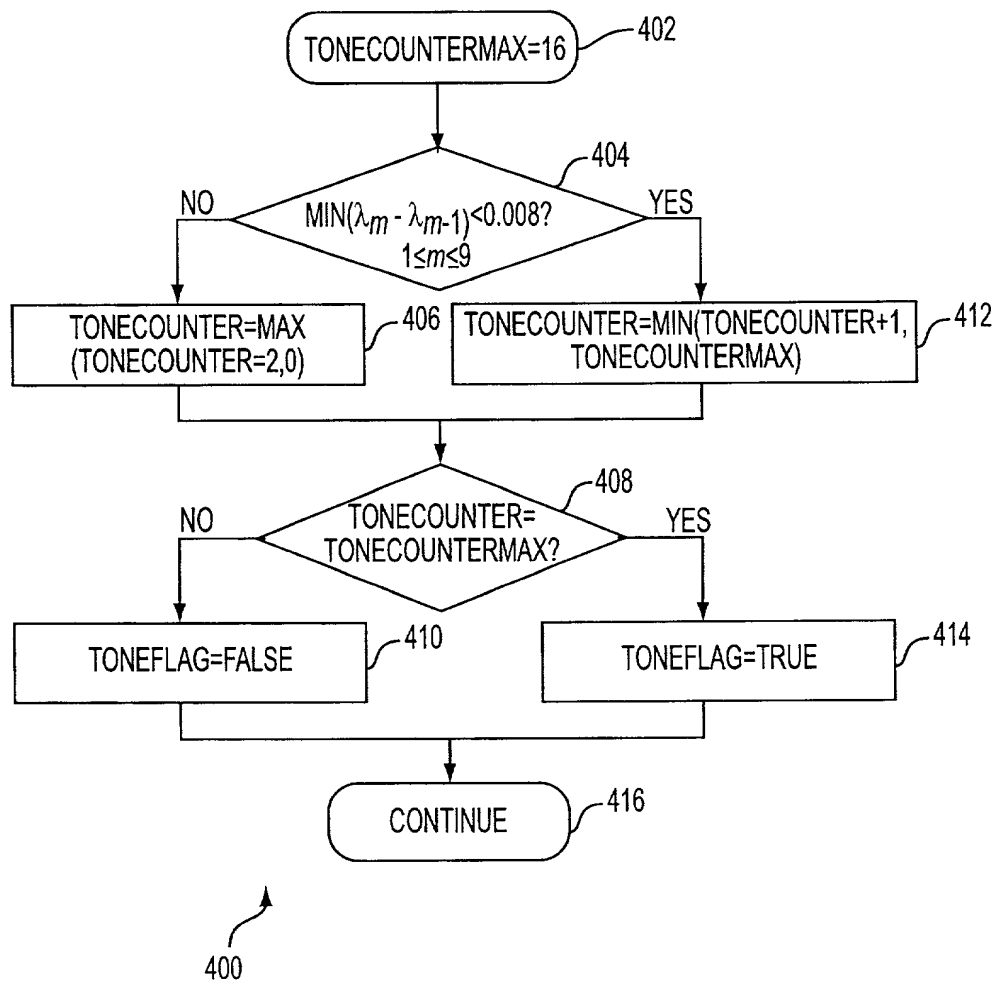 TONECOUNTERMAX=16
402
404
NO
YES
MIN(λm - λm-1)<0.008?
1≤m≤9
TONECOUNTER=MAX
(TONECOUNTER=2,0)
406
TONECOUNTER=MIN(TONECOUNTER+1,
TONECOUNTERMAX)
412
408
NO
YES
TONECOUNTER=
TONECOUNTERMAX?
TONEFLAG=FALSE
410
TONEFLAG=TRUE
414
CONTINUE
416
400